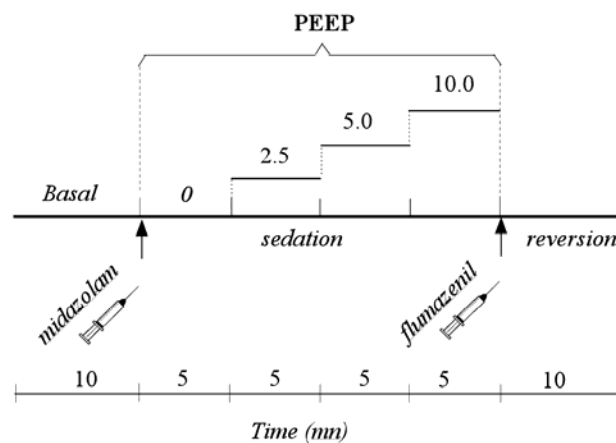 PEEP
10.0
5.0
2.5
Basal 0
sedation reversion
midazolam flumazenil
10 5 5 5 5 10
Time (mn)